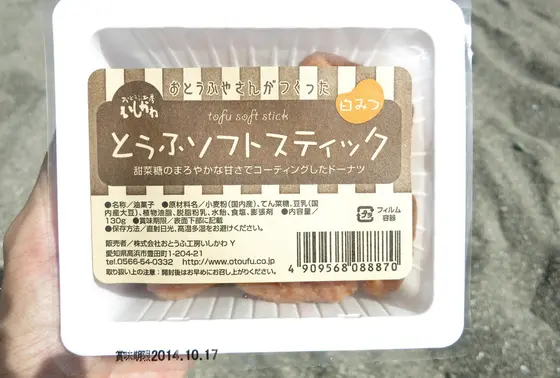 おとうふ工房
いしかわ
おとうふやさんがつくった
白みつ
tofu soft stick
とうふソフトスティック
甜菜糖のまろやかな甘さでコーティングしたドーナツ
●名称／油菓子 ●原材料名／小麦粉(国内産)、てん菜糖、豆乳(国
内産大豆)、植物油脂、脱脂粉乳、水飴、食塩、膨張剤 ●内容量／
130g ●賞味期限／表面下部に記載
●保存方法／直射日光、高温多湿をお避けください。
プラ
フィルム
容器
販売者／株式会社おとうふ工房いしかわ Y
愛知県高浜市豊田町1-204-21
tel.0566-54-0332 http://www.otoufu.co.jp
取り扱い上の注意：開封後はお早めにお召し上がりください。
4 909568 088870
賞味期限2014.10.17